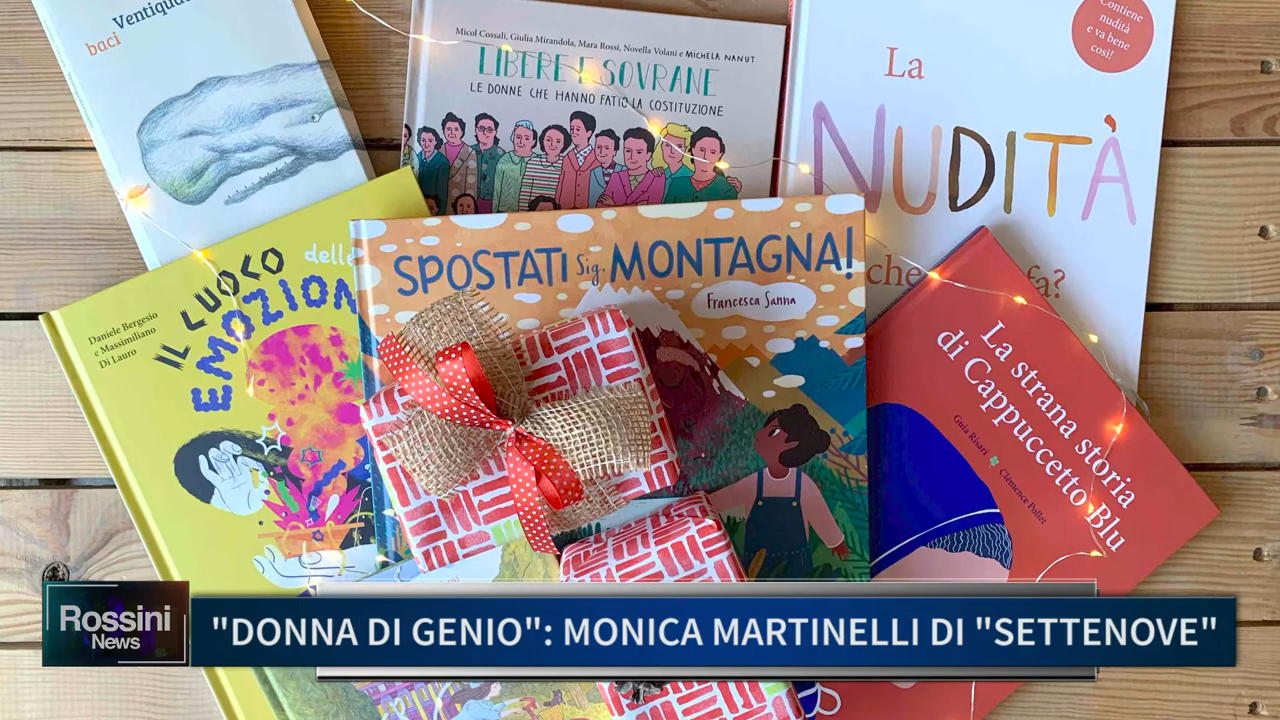 baci
Micol Cossali, Giulia Mirandola, Mara Rossi, Novella Volani e MICHELA NANUT
LIBERE E SOVRANE
LE DONNE CHE HANNO FATTO LA COSTITUZIONE
Contiene
nudità
e va bene
così!
La
NUDITÀ
che
fa?
Daniele Bergesio
e Massimiliano
Di Lauro
IL FUOCO
delle
EMOZION
SPOSTATI Sig. MONTAGNA!
Francesca Sanna
La strana storia
di Cappuccetto Blu
Guia Risari
Clémence Pollet
Rossini
News
"DONNA DI GENIO": MONICA MARTINELLI DI "SETTENOVE"